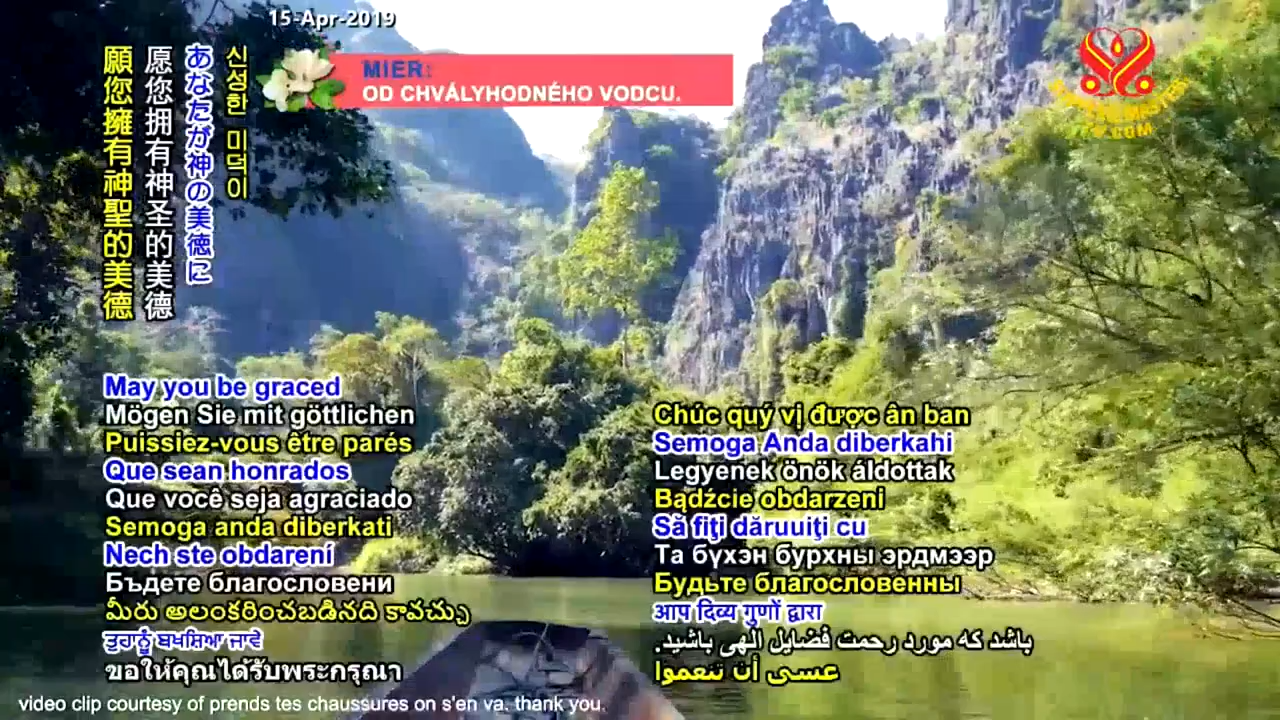 15-Apr-2019
MIER:
OD CHVÁLYHODNÉHO VODCU.
願您擁有神聖的美德
愿您拥有神圣的美德
あなたが神の美徳に
신성한 미덕이
May you be graced
Mögen Sie mit göttlichen
Puissiez-vous être parés
Que sean honrados
Que você seja agraciado
Semoga anda diberkati
Nech ste obdarení
Бъдете благословени
మీరు అలంకరించబడినది కావచ్చు
ਤੁਹਾਨੂੰ ਬਖਸ਼ਿਆ ਜਾਵੇ
ขอให้คุณได้รับพระกรุณา
Chúc quý vị được ân ban
Semoga Anda diberkahi
Legyenek önök áldottak
Bądźcie obdarzeni
Să fiţi dăruuiţi cu
Та бүхэн бурхны эрдмээр
Будьте благословенны
आप दिव्य गुणों द्वारा
باشد که مورد رحمت فضایل الهی باشید.
عسى أن تنعموا
video clip courtesy of prends tes chaussures on s'en va. thank you.